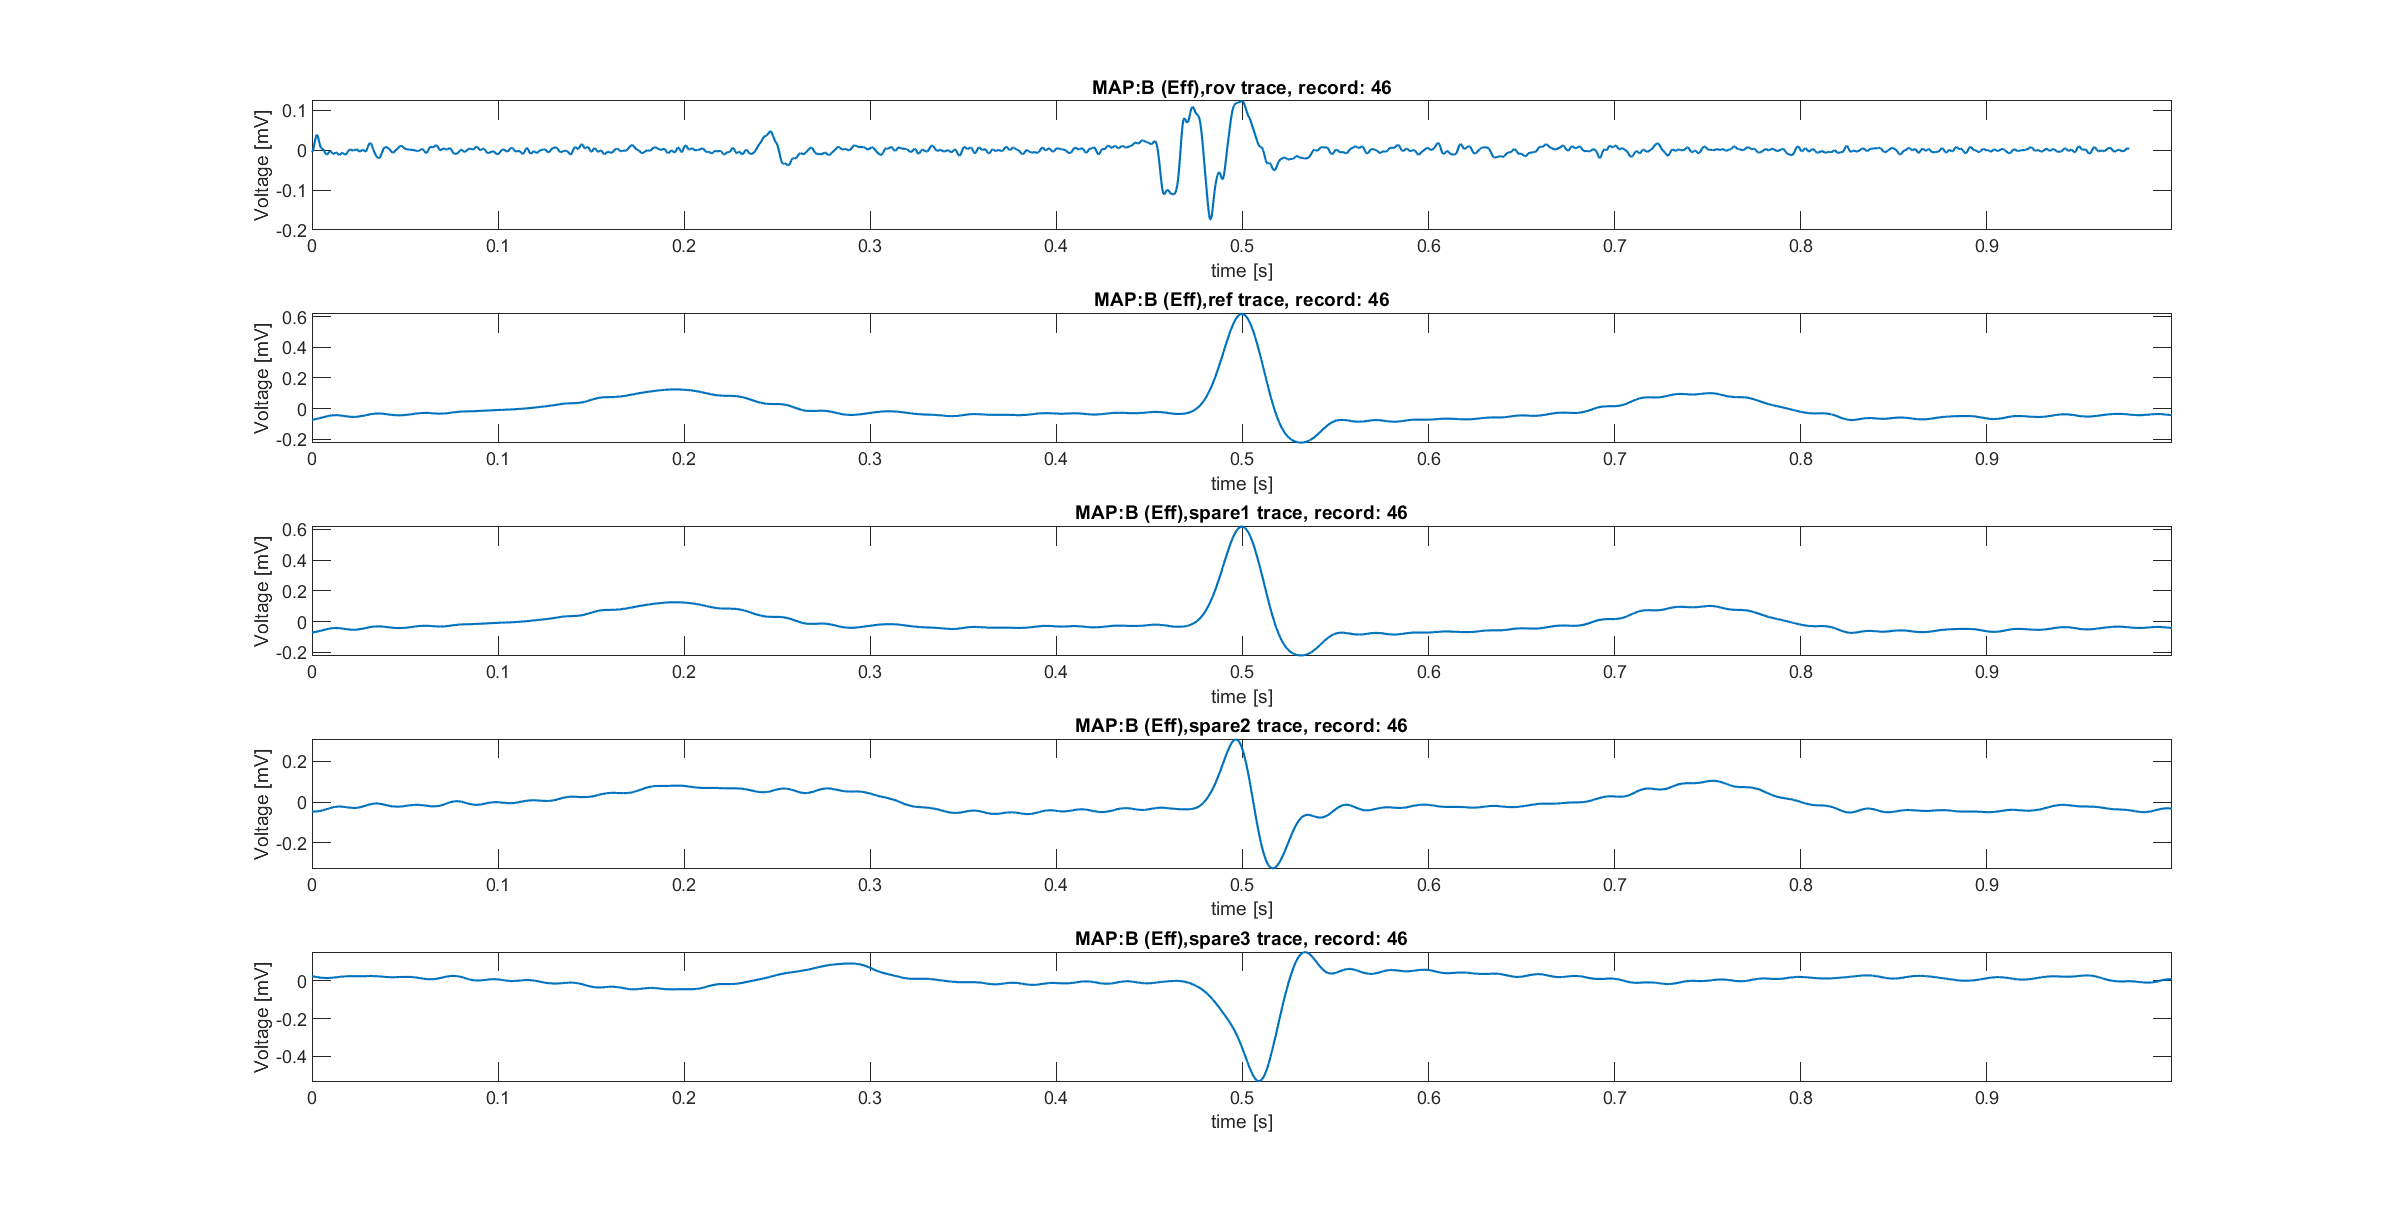 MAP:B (Eff),rov trace, record: 46
Voltage [mV]
0.1
0
-0.1
-0.2
0 0.1 0.2 0.3 0.4 0.5 0.6 0.7 0.8 0.9
time [s]
MAP:B (Eff),ref trace, record: 46
Voltage [mV]
0.6
0.4
0.2
0
-0.2
0 0.1 0.2 0.3 0.4 0.5 0.6 0.7 0.8 0.9
time [s]
MAP:B (Eff),spare1 trace, record: 46
Voltage [mV]
0.6
0.4
0.2
0
-0.2
0 0.1 0.2 0.3 0.4 0.5 0.6 0.7 0.8 0.9
time [s]
MAP:B (Eff),spare2 trace, record: 46
Voltage [mV]
0.2
0
-0.2
0 0.1 0.2 0.3 0.4 0.5 0.6 0.7 0.8 0.9
time [s]
MAP:B (Eff),spare3 trace, record: 46
Voltage [mV]
0
-0.2
-0.4
0 0.1 0.2 0.3 0.4 0.5 0.6 0.7 0.8 0.9
time [s]